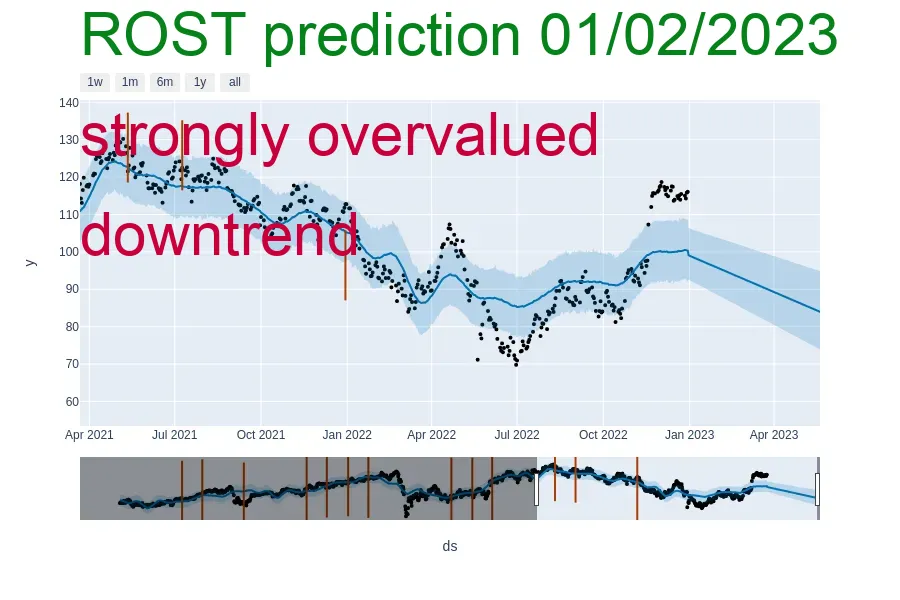 ROST prediction 01/02/2023
1w 1m 6m 1y all
140
strongly overvalued
130
120
110
downtrend
100
90
80
70
60
y
Apr 2021 Jul 2021 Oct 2021 Jan 2022 Apr 2022 Jul 2022 Oct 2022 Jan 2023 Apr 2023
ds